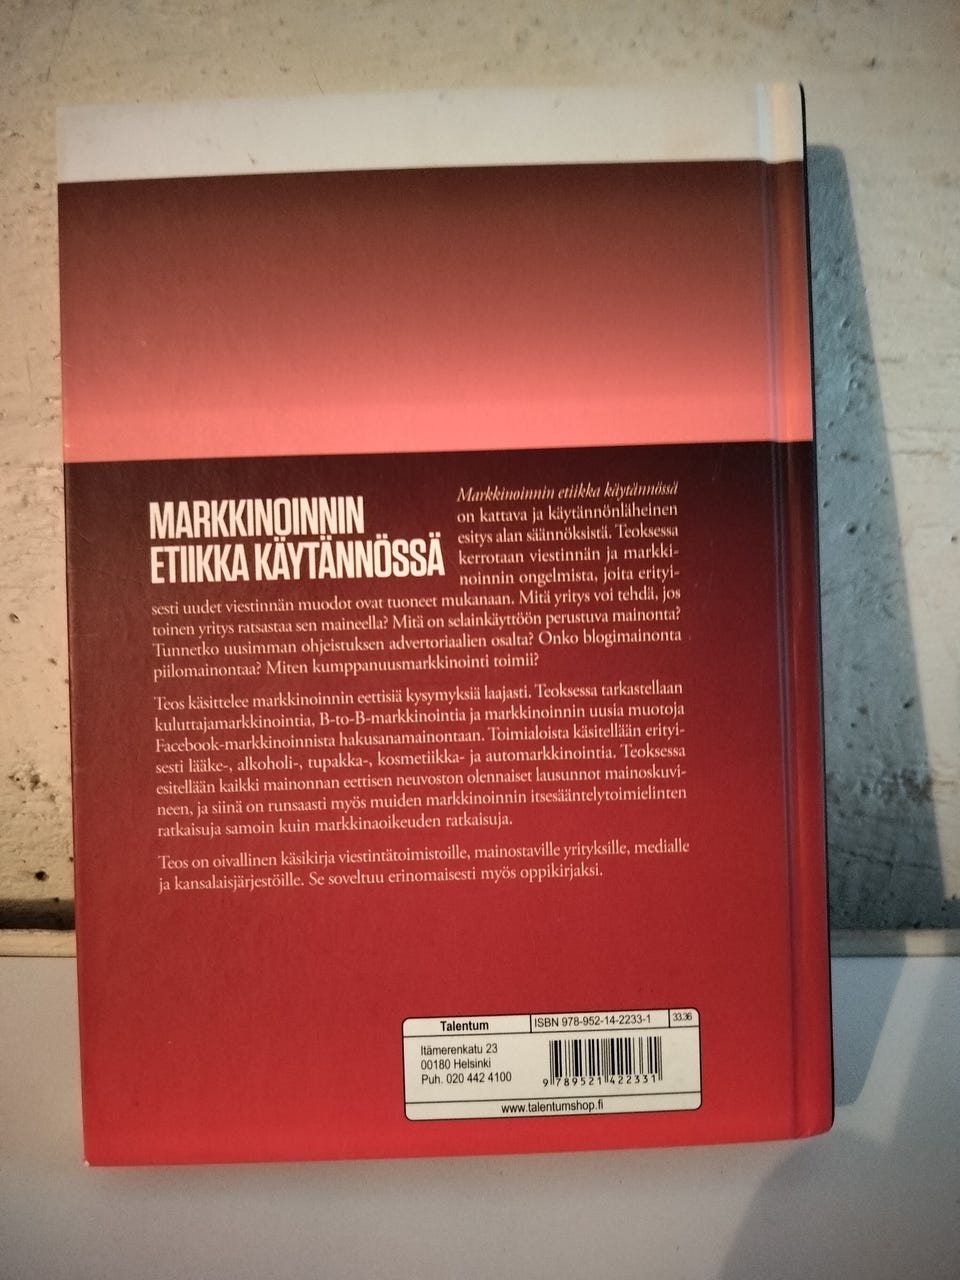 MARKKINOINNIN
ETIIKKA KÄYTÄNNÖSSÄ
Markkinoinnin etiikka käytännössä
on kattava ja käytännönläheinen
esitys alan säännöksistä. Teoksessa
kerrotaan viestinnän ja markki-
noinnin ongelmista, joita erityi-
sesti uudet viestinnän muodot ovat tuoneet mukanaan. Mitä yritys voi tehdä, jos
toinen yritys ratsastaa sen maineella? Mitä on selainkäyttöön perustuva mainonta?
Tunnetko uusimman ohjeistuksen advertoriaalien osalta? Onko blogimainonta
piilomainontaa? Miten kumppanuusmarkkinointi toimii?
Teos käsittelee markkinoinnin eettisiä kysymyksiä laajasti. Teoksessa tarkastellaan
kuluttajamarkkinointia, B-to-B-markkinointia ja markkinoinnin uusia muotoja
Facebook-markkinoinnista hakusanamainontaan. Toimialoista käsitellään erityi-
sesti lääke-, alkoholi-, tupakka-, kosmetiikka- ja automarkkinointia. Teoksessa
esitellään kaikki mainonnan eettisen neuvoston olennaiset lausunnot mainoskuvi-
neen, ja siinä on runsaasti myös muiden markkinoinnin itsesääntelytoimielinten
ratkaisuja samoin kuin markkinaoikeuden ratkaisuja.
Teos on oivallinen käsikirja viestintätoimistoille, mainostaville yrityksille, medialle
ja kansalaisjärjestöille. Se soveltuu erinomaisesti myös oppikirjaksi.
Talentum
ISBN 978-952-14-2233-1
33.36
Itämerenkatu 23
00180 Helsinki
Puh. 020 442 4100
9 789521 422331
www.talentumshop.fi